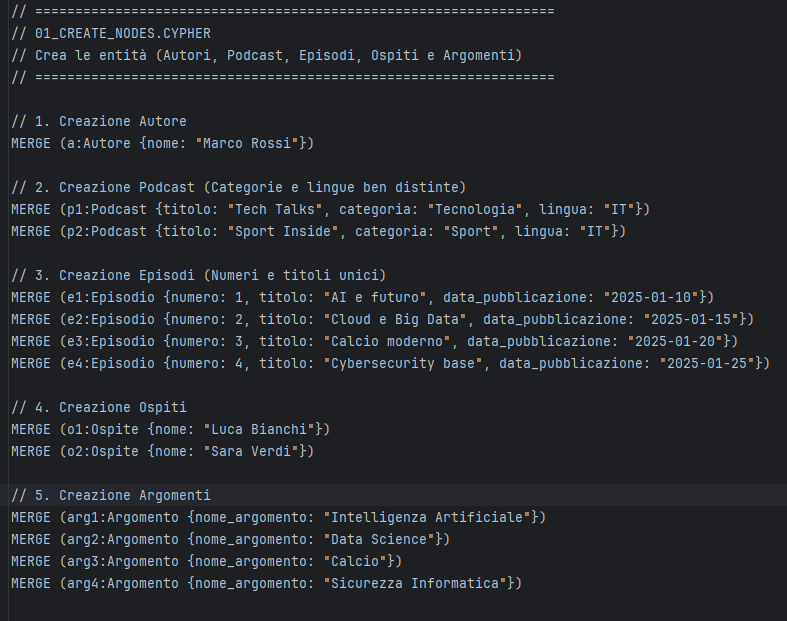 // =================================================================
// 01_CREATE_NODES.CYPHER
// Crea le entità (Autori, Podcast, Episodi, Ospiti e Argomenti)
// =================================================================
// 1. Creazione Autore
MERGE (a:Autore {nome: "Marco Rossi"})
// 2. Creazione Podcast (Categorie e lingue ben distinte)
MERGE (p1:Podcast {titolo: "Tech Talks", categoria: "Tecnologia", lingua: "IT"})
MERGE (p2:Podcast {titolo: "Sport Inside", categoria: "Sport", lingua: "IT"})
// 3. Creazione Episodi (Numeri e titoli unici)
MERGE (e1:Episodio {numero: 1, titolo: "AI e futuro", data_pubblicazione: "2025-01-10"})
MERGE (e2:Episodio {numero: 2, titolo: "Cloud e Big Data", data_pubblicazione: "2025-01-15"})
MERGE (e3:Episodio {numero: 3, titolo: "Calcio moderno", data_pubblicazione: "2025-01-20"})
MERGE (e4:Episodio {numero: 4, titolo: "Cybersecurity base", data_pubblicazione: "2025-01-25"})
// 4. Creazione Ospiti
MERGE (o1:Ospite {nome: "Luca Bianchi"})
MERGE (o2:Ospite {nome: "Sara Verdi"})
// 5. Creazione Argomenti
MERGE (arg1:Argomento {nome_argomento: "Intelligenza Artificiale"})
MERGE (arg2:Argomento {nome_argomento: "Data Science"})
MERGE (arg3:Argomento {nome_argomento: "Calcio"})
MERGE (arg4:Argomento {nome_argomento: "Sicurezza Informatica"})